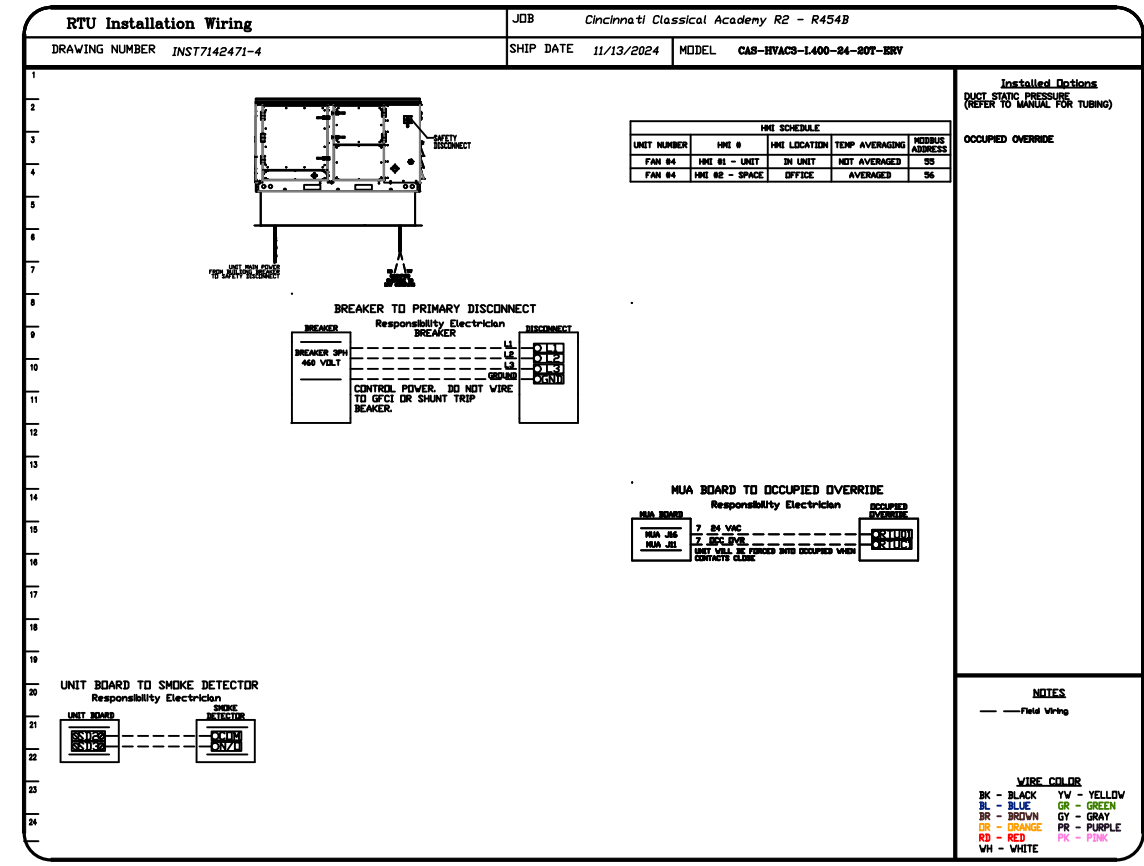 RTU Installation Wiring
JOB Cincinnati Classical Academy R2 - R454B
DRAWING NUMBER INST7142471-4
SHIP DATE 11/13/2024
MODEL CAS-HVAC3-I.400-24-20T-ERV
1
2
3
4
5
6
7
8
9
10
11
12
13
14
15
16
17
18
19
20
21
22
23
24
SAFETY
DISCONNECT
UNIT MAIN POWER
FROM BUILDING BREAKER
TO SAFETY DISCONNECT
HMI SCHEDULE
UNIT NUMBER HMI # HMI LOCATION TEMP AVERAGING MODBUS ADDRESS
FAN #4 HMI #1 - UNIT IN UNIT NOT AVERAGED 55
FAN #4 HMI #2 - SPACE OFFICE AVERAGED 56
BREAKER TO PRIMARY DISCONNECT
Responsibility Electrician
BREAKER
BREAKER
DISCONNECT
BREAKER 3PH
460 VOLT
L1
L2
L3
GROUND
L1
L2
L3
GND
CONTROL POWER. DO NOT WIRE
TO GFCI OR SHUNT TRIP
BEAKER.
MUA BOARD TO OCCUPIED OVERRIDE
Responsibility Electrician
MUA BOARD
OCCUPIED
OVERRIDE
MUA J16
MUA J11
7 24 VAC
7 OCC OVR
UNIT WILL BE FORCED INTO OCCUPIED WHEN
CONTACTS CLOSE
UNIT BOARD TO SMOKE DETECTOR
Responsibility Electrician
UNIT BOARD
SMOKE
DETECTOR
COM
N/O
Installed Options
DUCT STATIC PRESSURE
(REFER TO MANUAL FOR TUBING)
OCCUPIED OVERRIDE
NOTES
Field Wiring
WIRE COLOR
BK - BLACK YW - YELLOW
BL - BLUE GR - GREEN
BR - BROWN GY - GRAY
OR - ORANGE PR - PURPLE
RD - RED PK - PINK
WH - WHITE